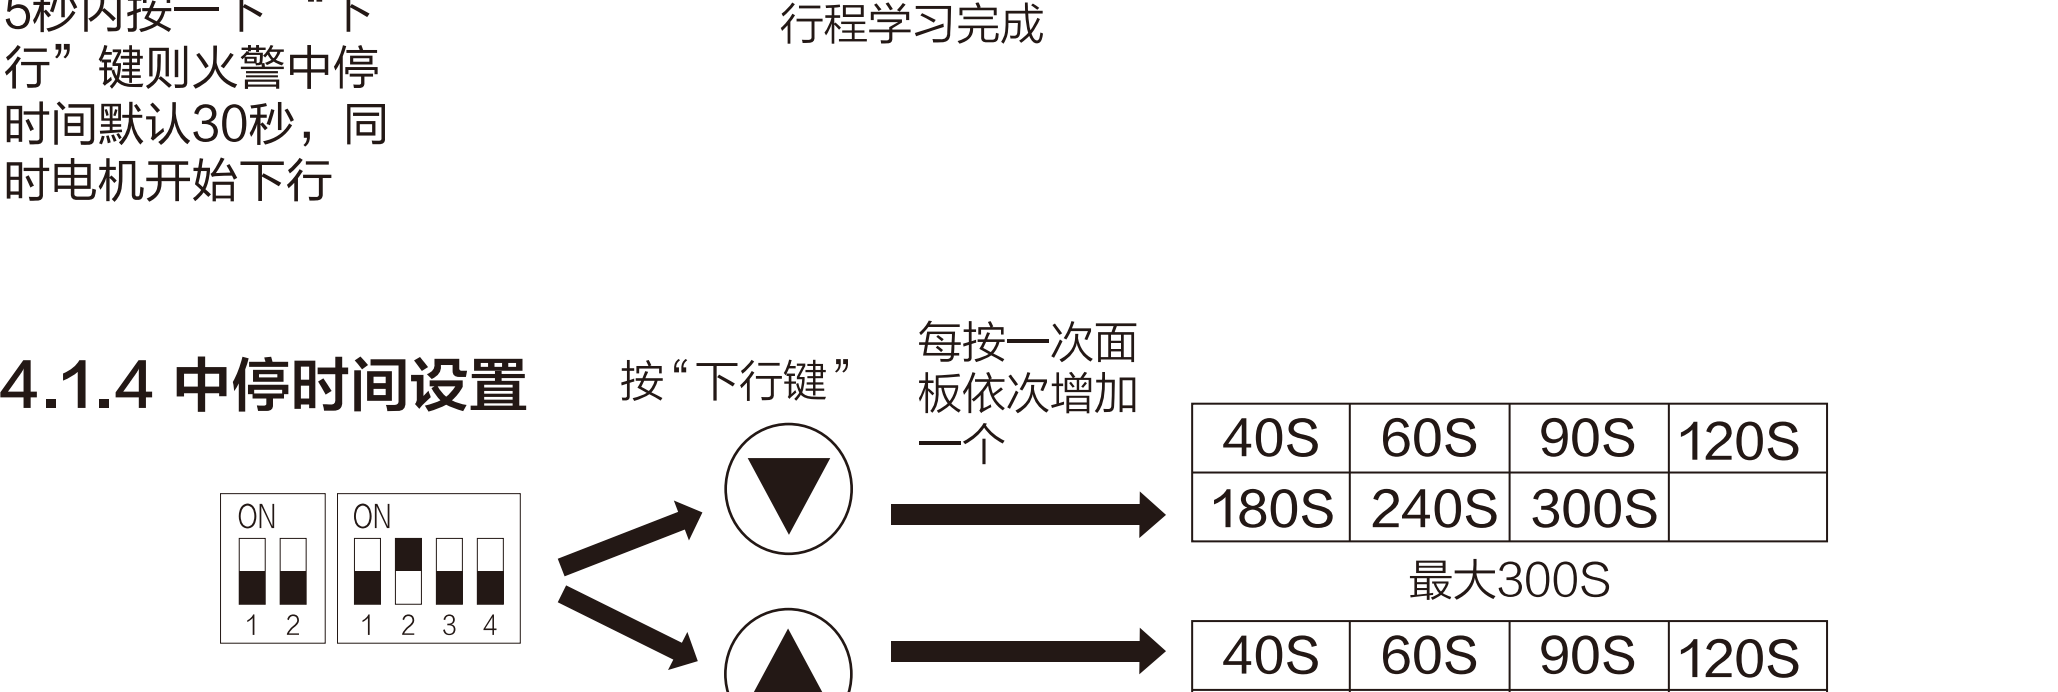 5秒内按一下 “下
行”键则火警中停
时间默认30秒，同
时电机开始下行
行程学习完成
4.1.4 中停时间设置
按“下行键”
每按一次面
板依次增加
一个
ON
1 2
ON
1 2 3 4
40S 60S 90S 120S
180S 240S 300S
最大300S
40S 60S 90S 120S